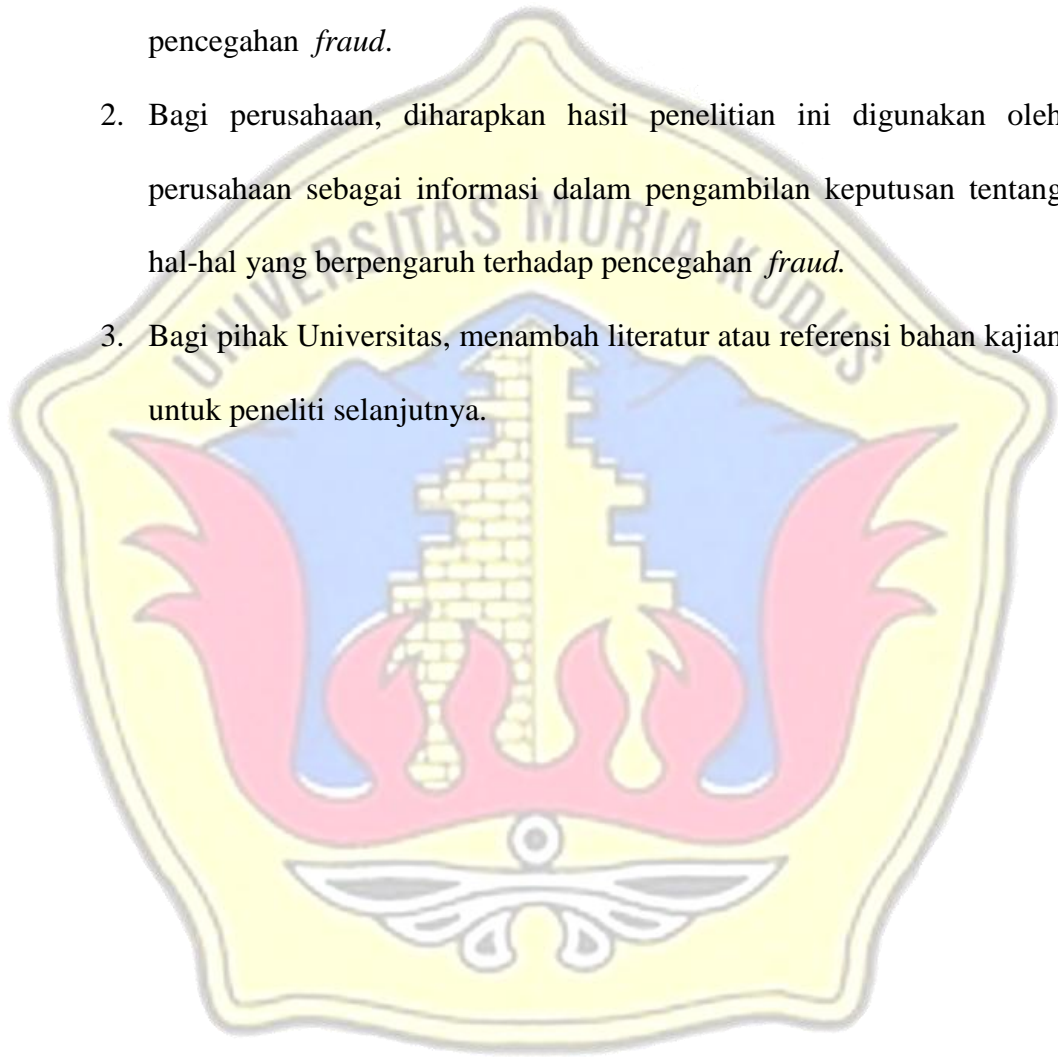 pencegahan fraud.
2. Bagi perusahaan, diharapkan hasil penelitian ini digunakan oleh
perusahaan sebagai informasi dalam pengambilan keputusan tentang
hal-hal yang berpengaruh terhadap pencegahan fraud.
3. Bagi pihak Universitas, menambah literatur atau referensi bahan kajian
untuk peneliti selanjutnya.
UNIVERSITAS MURIA KUDUS